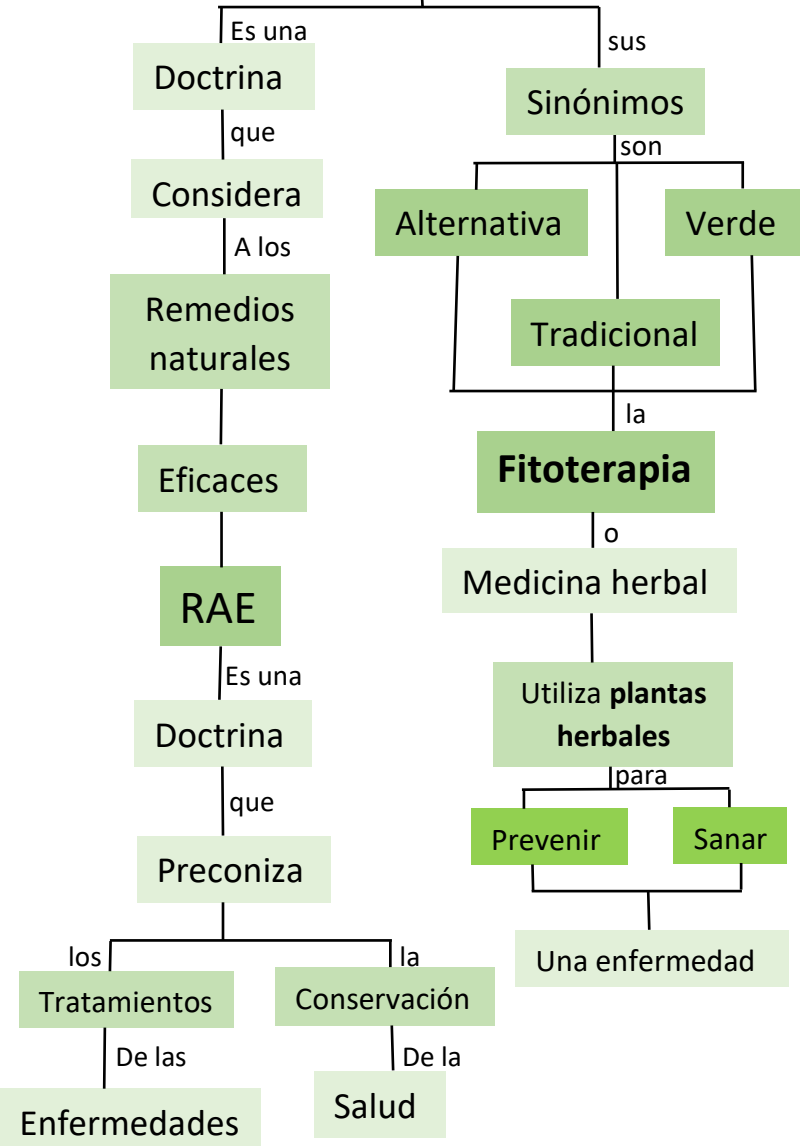 Es una
Doctrina
que
Considera
A los
Remedios
naturales
Eficaces
RAE
Es una
Doctrina
que
Preconiza
los
Tratamientos
De las
Enfermedades
la
Conservación
De la
Salud
sus
Sinónimos
son
Alternativa
Verde
Tradicional
la
Fitoterapia
o
Medicina herbal
Utiliza plantas
herbales
para
Prevenir
Sanar
Una enfermedad